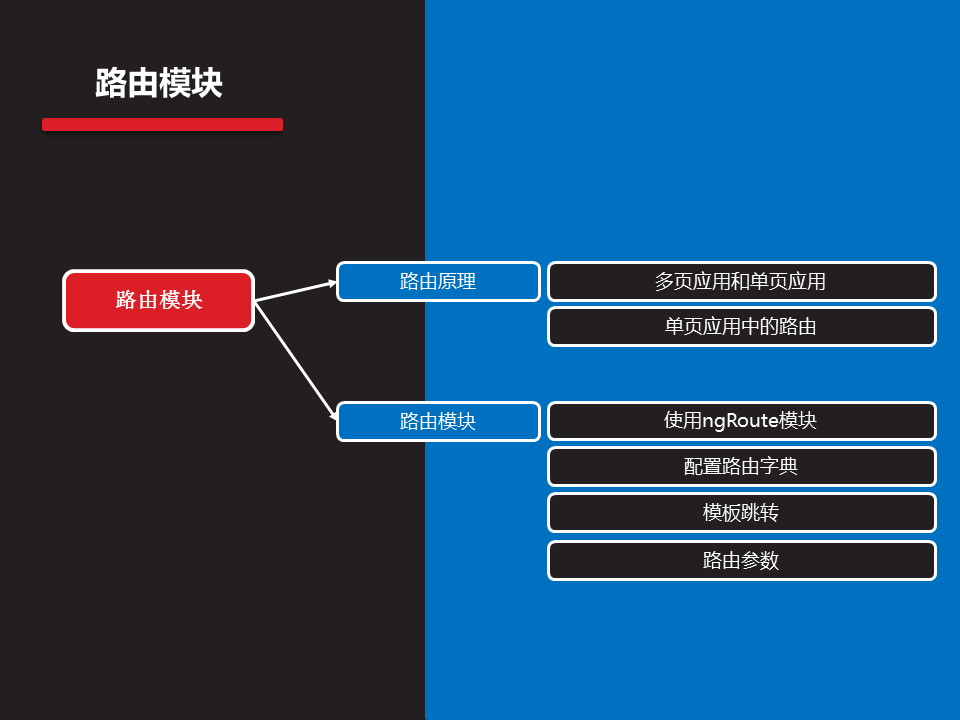 路由模块
路由模块
路由原理
多页应用和单页应用
单页应用中的路由
路由模块
使用ngRoute模块
配置路由字典
模板跳转
路由参数